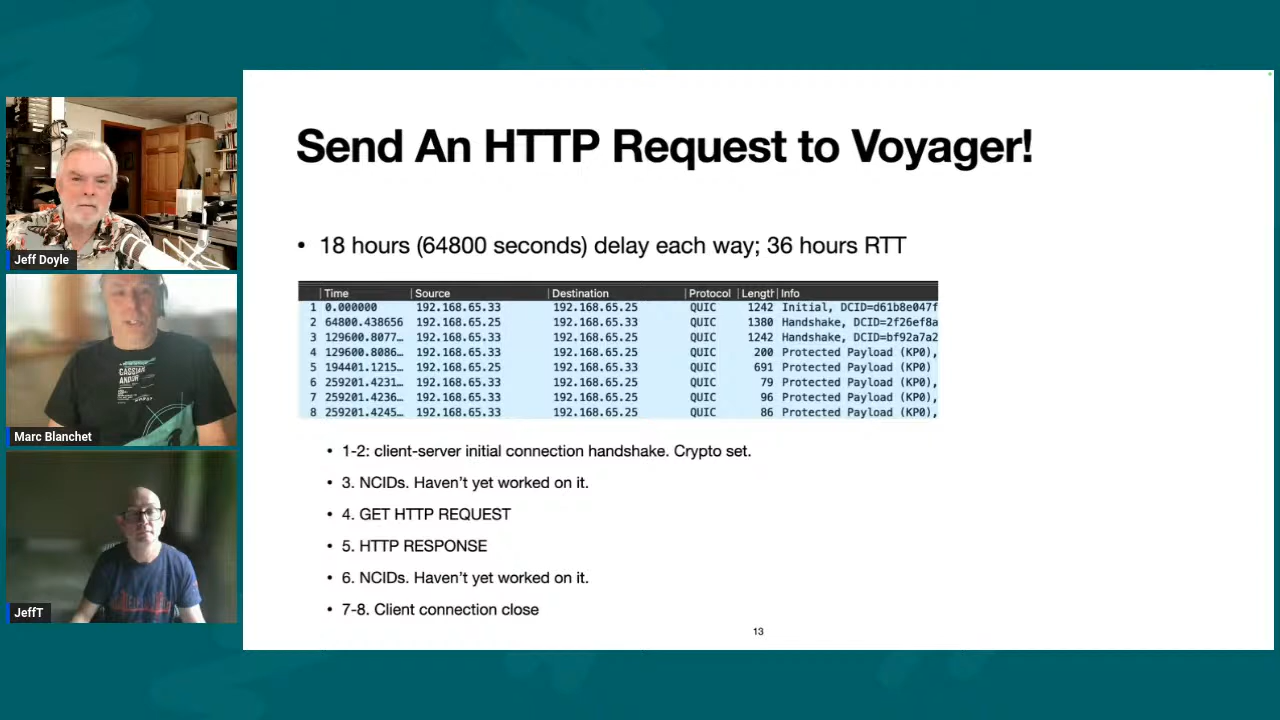 Send An HTTP Request to Voyager!
• 18 hours (64800 seconds) delay each way; 36 hours RTT
Time Source Destination Protocol Length Info
1 0.000000 192.168.65.33 192.168.65.25 QUIC 1242 Initial, DCID=d61b8e047f
2 64800.438656 192.168.65.25 192.168.65.33 QUIC 1380 Handshake, DCID=2f26ef8a
3 129600.8077… 192.168.65.33 192.168.65.25 QUIC 1242 Handshake, DCID=bf92a7a2
4 129600.8086… 192.168.65.33 192.168.65.25 QUIC 200 Protected Payload (KP0),
5 194401.1215… 192.168.65.25 192.168.65.33 QUIC 691 Protected Payload (KP0)
6 259201.4231… 192.168.65.33 192.168.65.25 QUIC 79 Protected Payload (KP0),
7 259201.4236… 192.168.65.33 192.168.65.25 QUIC 96 Protected Payload (KP0),
8 259201.4245… 192.168.65.33 192.168.65.25 QUIC 86 Protected Payload (KP0),
• 1-2: client-server initial connection handshake. Crypto set.
• 3. NCIDs. Haven't yet worked on it.
• 4. GET HTTP REQUEST
• 5. HTTP RESPONSE
• 6. NCIDs. Haven't yet worked on it.
• 7-8. Client connection close
13
Jeff Doyle
CASSIAN
ANDOR
Marc Blanchet
JeffT